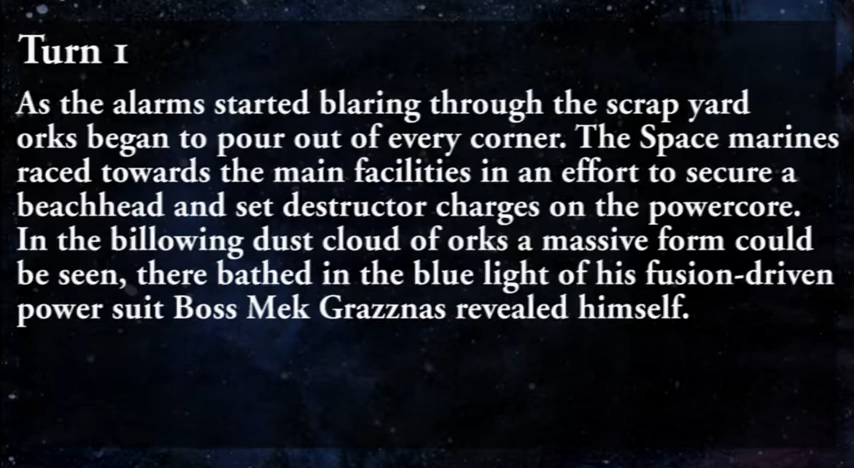 Turn 1
As the alarms started blaring through the scrap yard
orks began to pour out of every corner. The Space marines
raced towards the main facilities in an effort to secure a
beachhead and set destructor charges on the powercore.
In the billowing dust cloud of orks a massive form could
be seen, there bathed in the blue light of his fusion-driven
power suit Boss Mek Grazznas revealed himself.